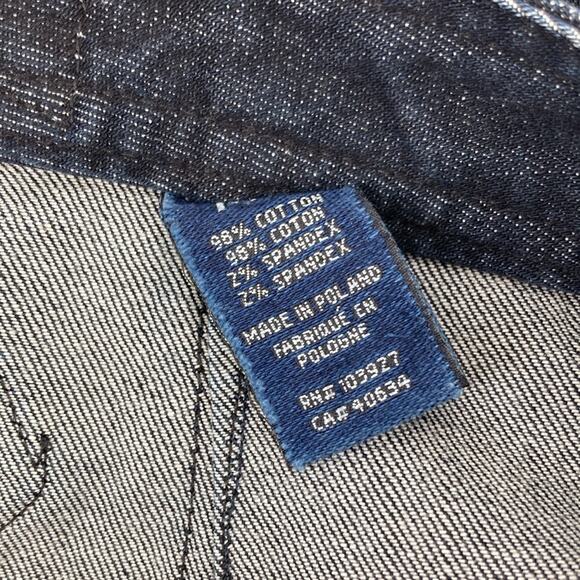 98% COTTON
98% COTON
2% SPANDEX
2% SPANDEX
MADE IN POLAND
FABRIQUÉ EN
POLOGNE
RN# 103927
CA# 40634